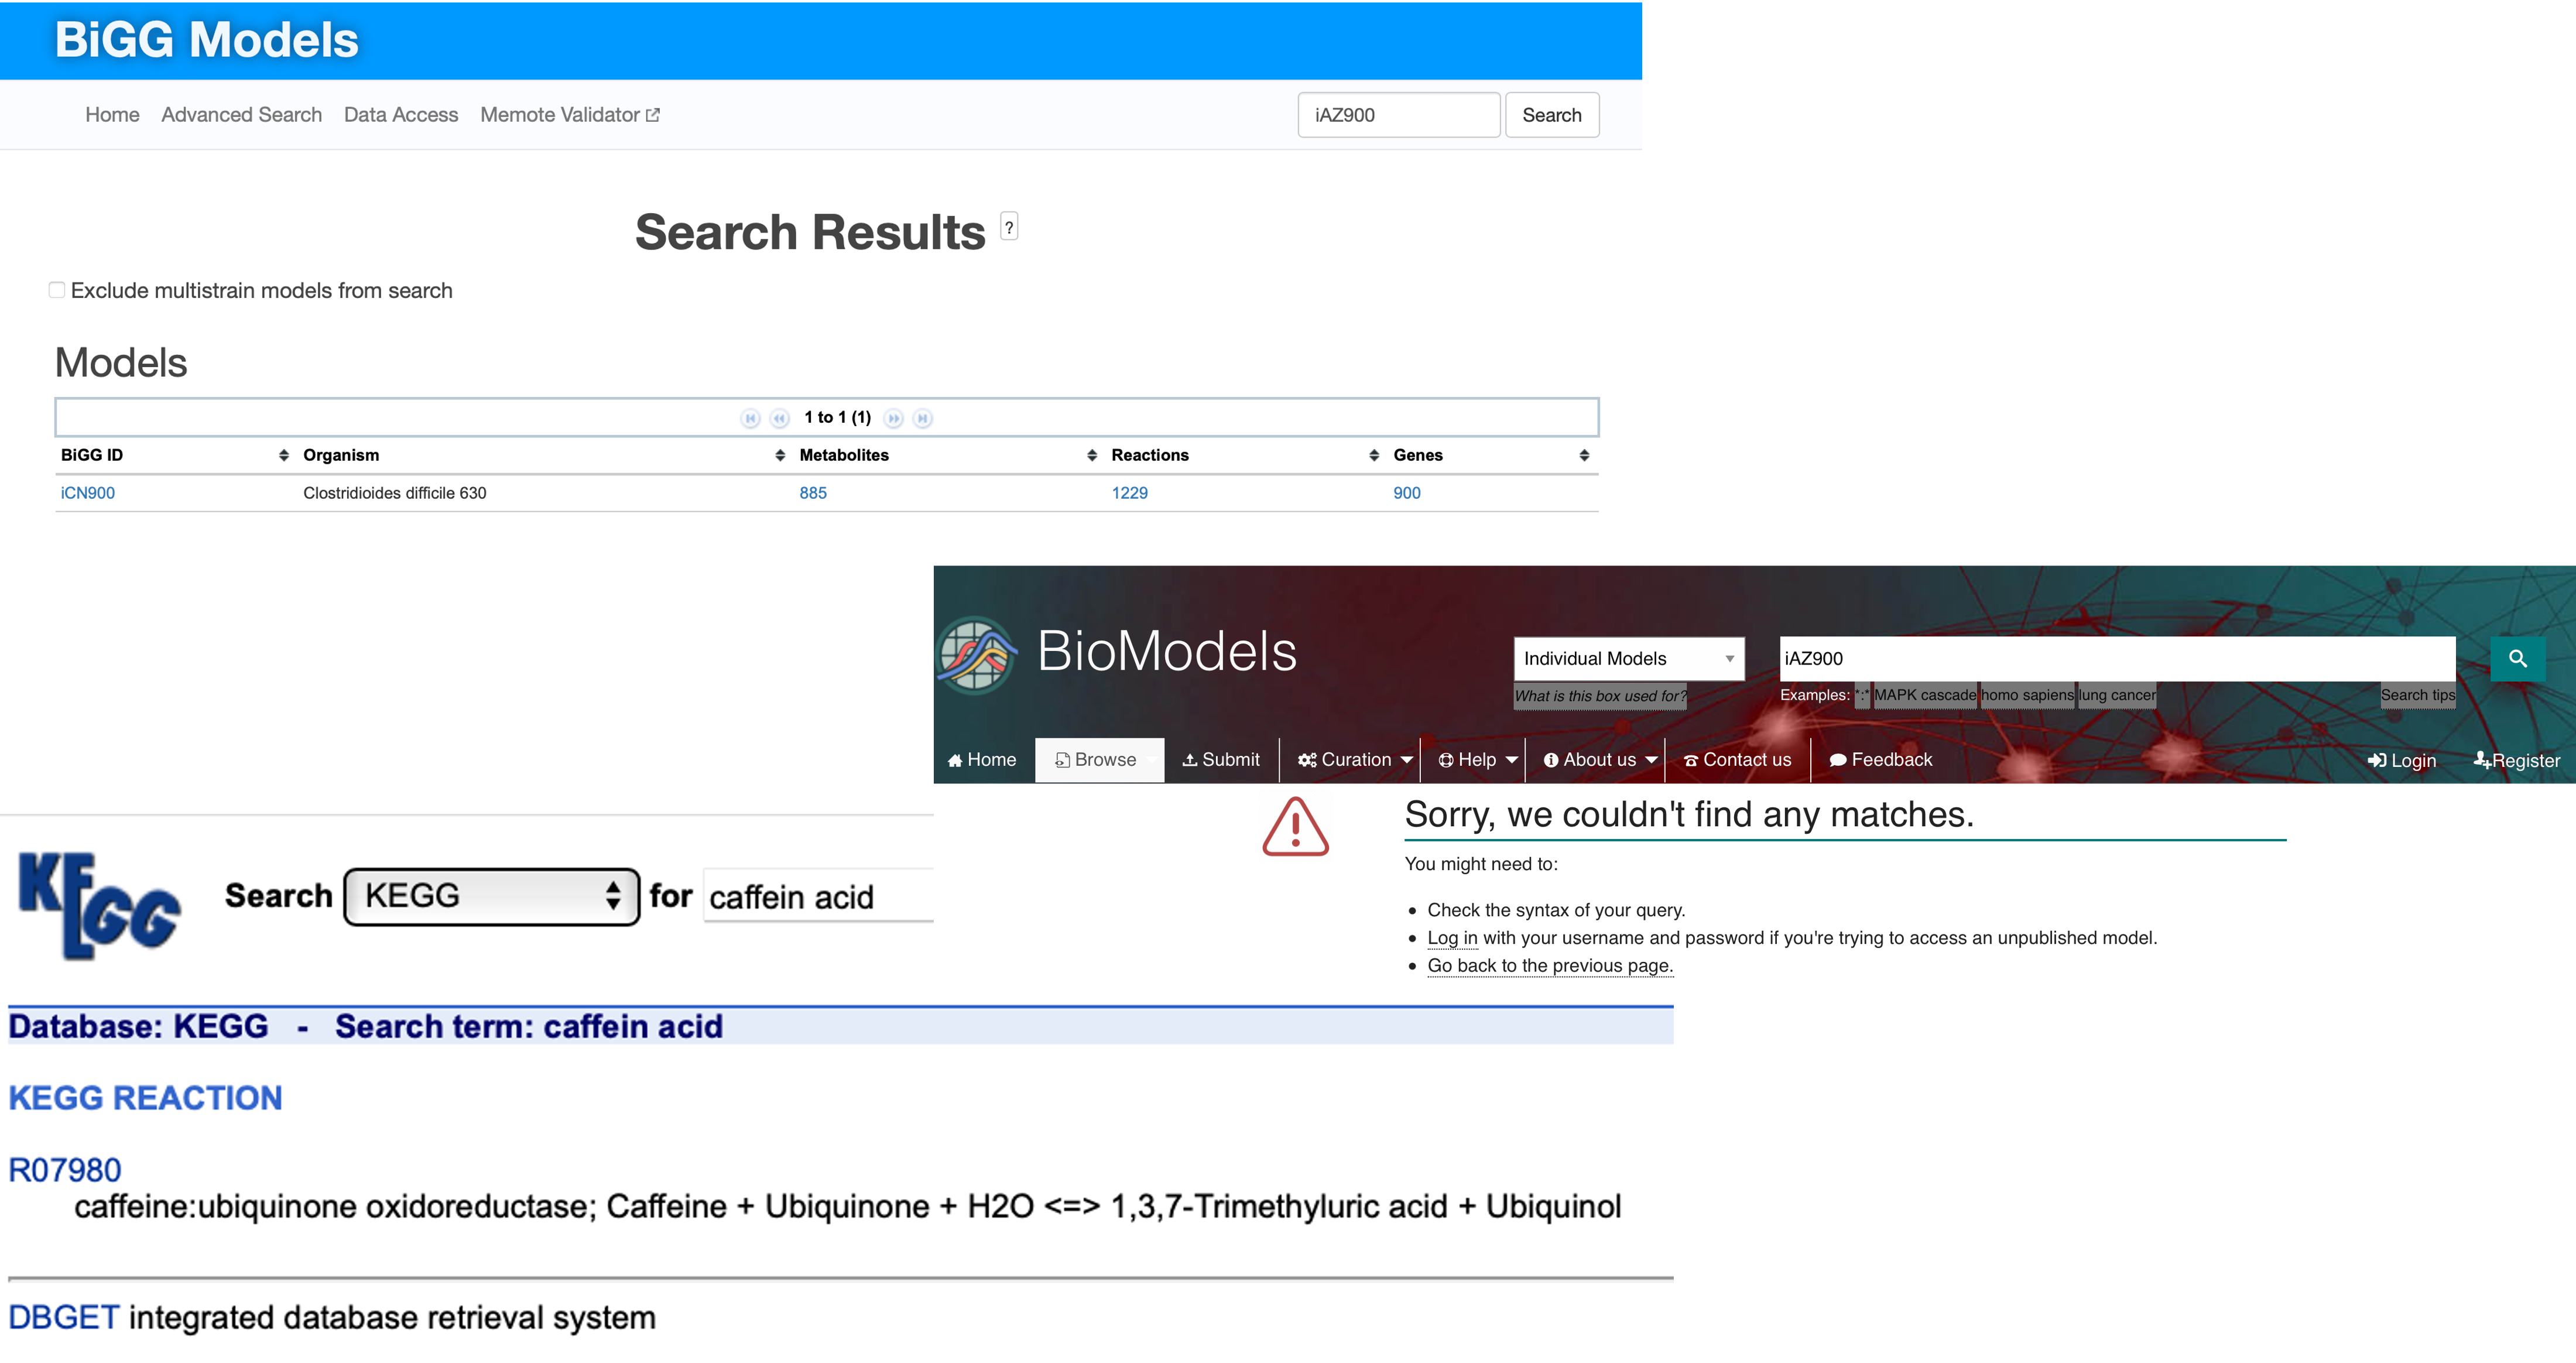 BiGG Models
Home Advanced Search Data Access Memote Validator
iAZ900 Search
Search Results ?
Exclude multistrain models from search
Models
1 to 1 (1)
BiGG ID Organism Metabolites Reactions Genes
iCN900 Clostridioides difficile 630 885 1229 900
BioModels
Individual Models iAZ900
What is this box used for? Examples: *:* MAPK cascade homo sapiens lung cancer Search tips
Home Browse Submit Curation Help About us Contact us Feedback Login Register
Sorry, we couldn't find any matches.
You might need to:
• Check the syntax of your query.
• Log in with your username and password if you're trying to access an unpublished model.
• Go back to the previous page.
KEGG Search KEGG for caffein acid
Database: KEGG - Search term: caffein acid
KEGG REACTION
R07980
caffeine:ubiquinone oxidoreductase; Caffeine + Ubiquinone + H2O <=> 1,3,7-Trimethyluric acid + Ubiquinol
DBGET integrated database retrieval system